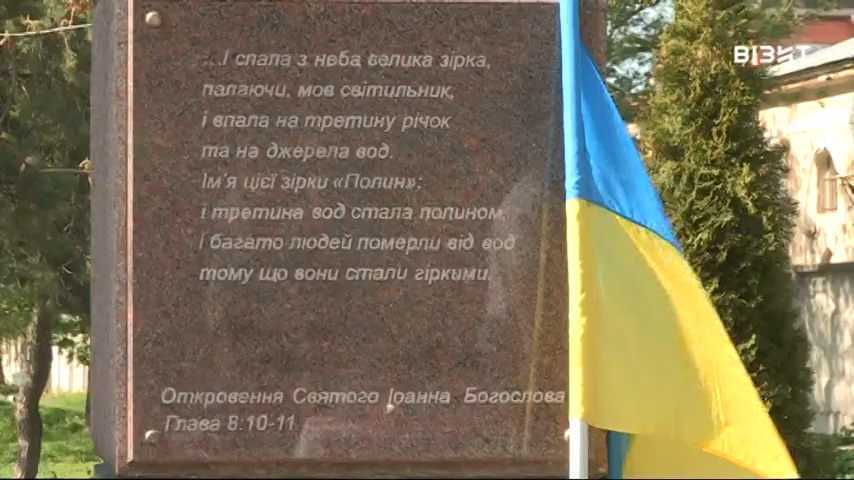 ...І спала з неба велика зірка,
палаючи, мов світильник,
і впала на третину річок
та на джерела вод.
Ім'я цієї зірки «Полин»:
і третина вод стала полином,
і багато людей померли від вод
тому що вони стали гіркими.
Откровення Святого Іоанна Богослова
Глава 8:10-11
ВІЗИТ